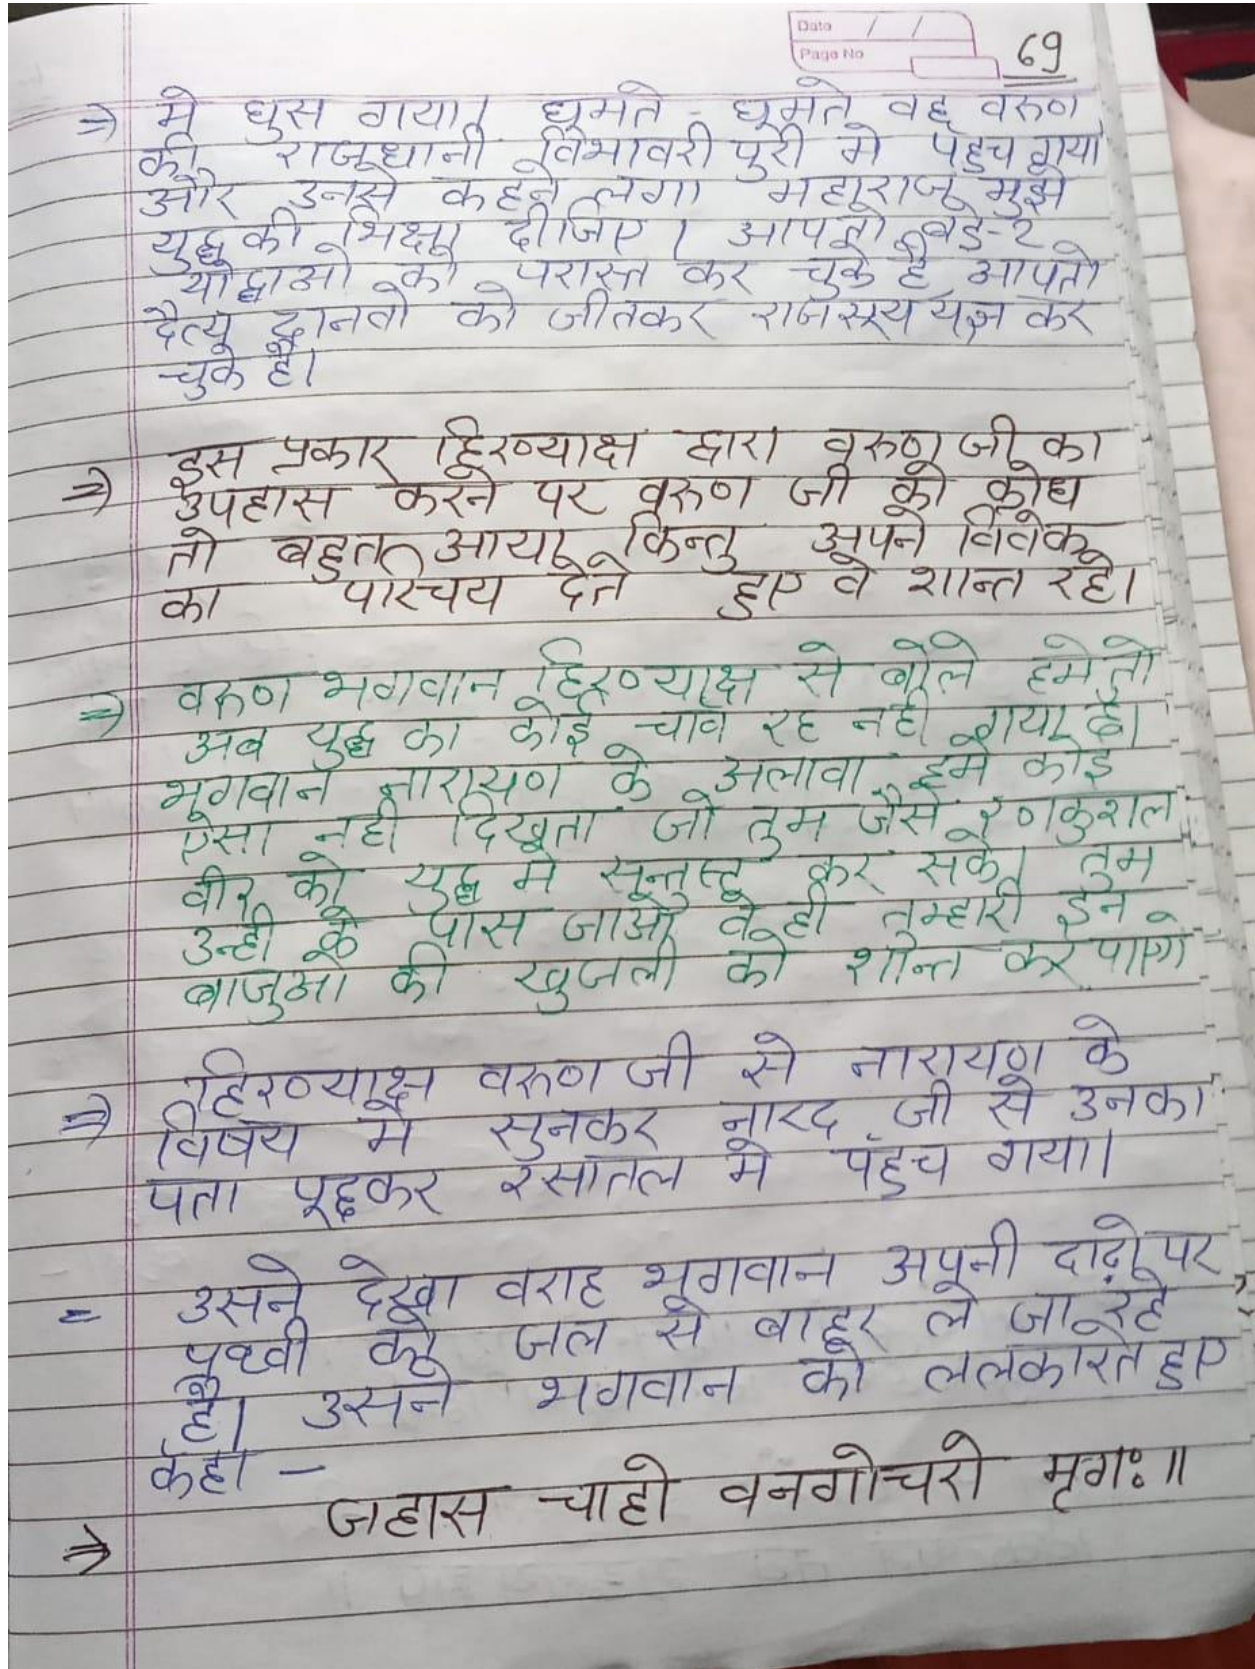 Date / /
Page No
69
⇒ मे घुस गया। घूमते - घूमते वह वरुण
की राजधानी विभावरी पुरी मे पहुंच गया
और उनसे कहने लगा महाराज मुझे
युद्ध की भिक्षा दीजिए। आपतो बडे-२
योद्धाओ को परास्त कर चुके है आपतो
दैत्य दानवो को जीतकर राजसूय यज्ञ कर
चुके है।
इस प्रकार हिरण्याक्ष द्वारा वरुण जी का
⇒ उपहास करने पर वरुण जी को क्रोध
तो बहुत आया किन्तु अपने विवेक
का परिचय देते हुए वे शान्त रहे।
⇒ वरुण भगवान हिरण्याक्ष से बोले हमे तो
अब युद्ध का कोई चाव रह नही गया है।
भगवान नारायण के अलावा हमे कोई
ऐसा नही दिखता जो तुम जैसे रणकुशल
वीर को युद्ध मे सन्तुष्ट कर सके। तुम
उन्ही के पास जाओ वे ही तुम्हारी इन
बाजुओ की खुजली को शान्त कर पाएगे
हिरण्याक्ष वरुण जी से नारायण के
⇒ विषय मे सुनकर नारद जी से उनका
पता पूछकर रसातल मे पंहुच गया।
= उसने देखा वराह भगवान अपनी दाढ़ो पर
पृथ्वी को जल से बाहर ले जा रहे
है। उसने भगवान को ललकारते हुए
कहा -
⇒ जहास चाहो वनगोचरो मृगः॥